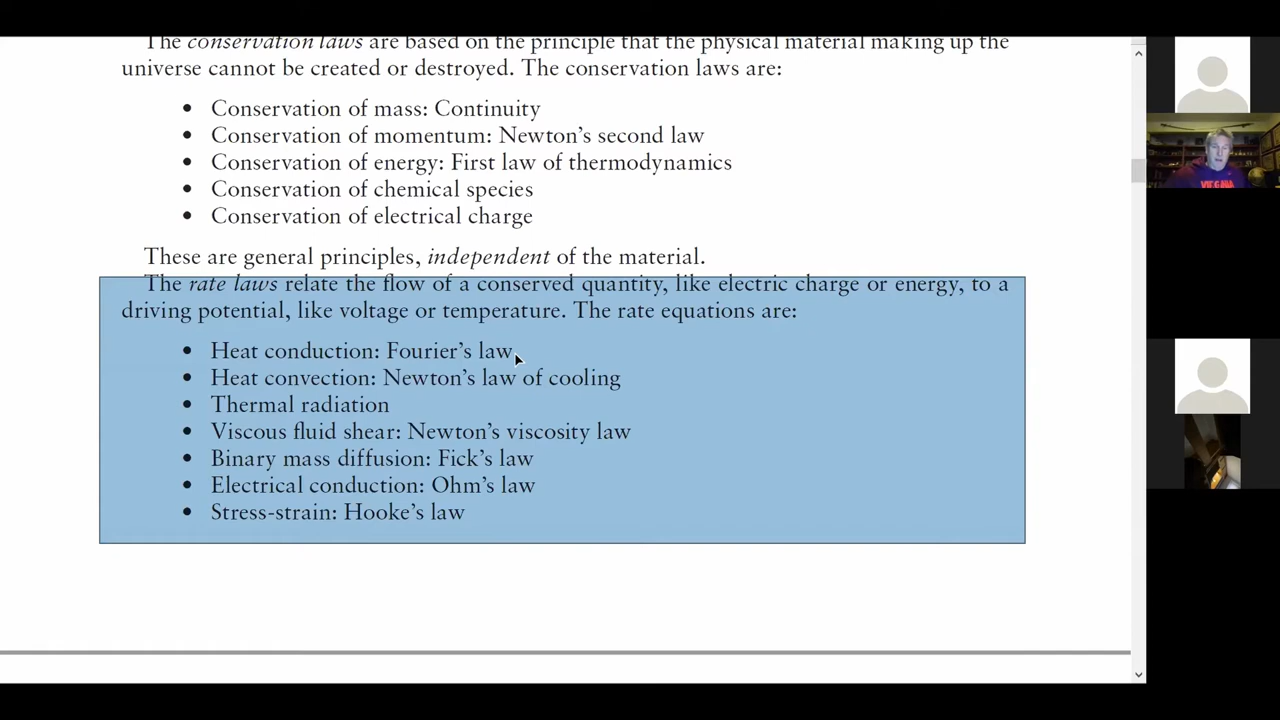 The conservation laws are based on the principle that the physical material making up the
universe cannot be created or destroyed. The conservation laws are:
• Conservation of mass: Continuity
• Conservation of momentum: Newton’s second law
• Conservation of energy: First law of thermodynamics
• Conservation of chemical species
• Conservation of electrical charge
These are general principles, independent of the material.
The rate laws relate the flow of a conserved quantity, like electric charge or energy, to a
driving potential, like voltage or temperature. The rate equations are:
• Heat conduction: Fourier’s law
• Heat convection: Newton’s law of cooling
• Thermal radiation
• Viscous fluid shear: Newton’s viscosity law
• Binary mass diffusion: Fick’s law
• Electrical conduction: Ohm’s law
• Stress-strain: Hooke’s law